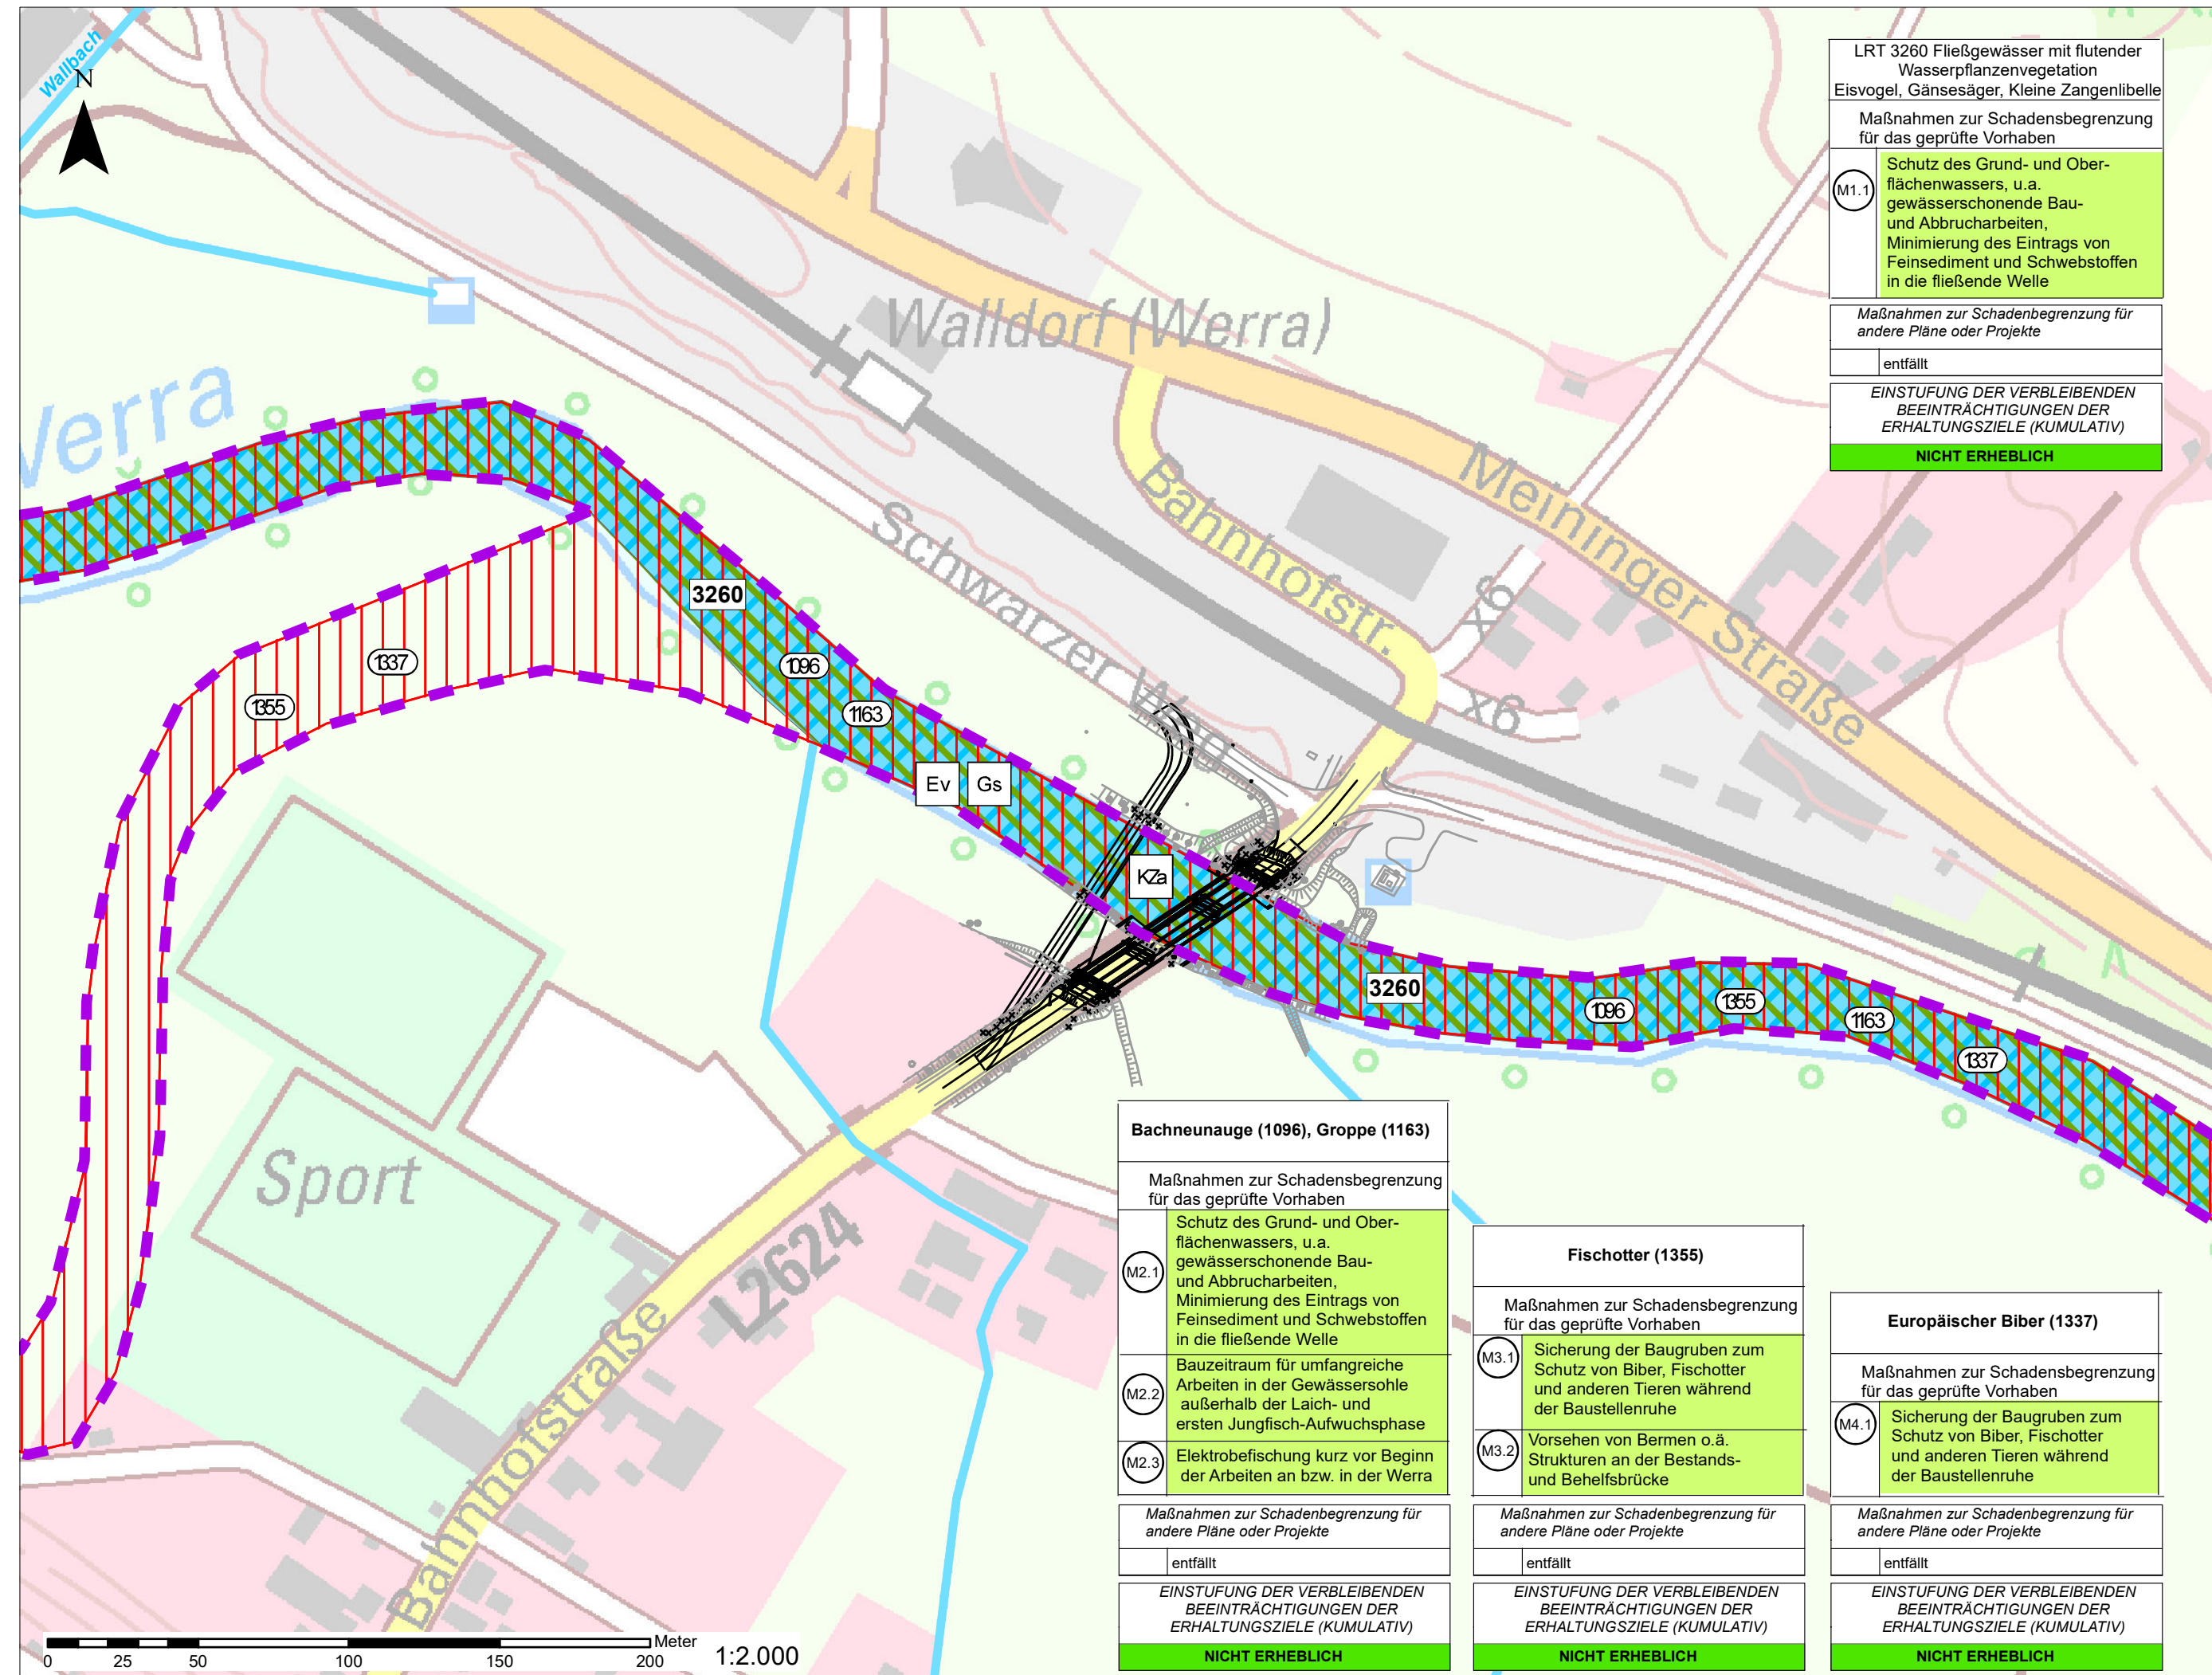 Wallbach
N
Werra
Walldorf (Werra)
Schwarzer Weg
Bahnhofstr.
Meininger Straße
x6
x6
3260
1096
1163
1337
1355
Ev
Gs
KZa
3260
1096
1355
1163
1337
Sport
L2624
Bahnhofstraße
LRT 3260 Fließgewässer mit flutender
Wasserpflanzenvegetation
Eisvogel, Gänsesäger, Kleine Zangenlibelle
Maßnahmen zur Schadensbegrenzung
für das geprüfte Vorhaben
M1.1
Schutz des Grund- und Ober-
flächenwassers, u.a.
gewässerschonende Bau-
und Abbrucharbeiten,
Minimierung des Eintrags von
Feinsediment und Schwebstoffen
in die fließende Welle
Maßnahmen zur Schadenbegrenzung für
andere Pläne oder Projekte
entfällt
EINSTUFUNG DER VERBLEIBENDEN
BEEINTRÄCHTIGUNGEN DER
ERHALTUNGSZIELE (KUMULATIV)
NICHT ERHEBLICH
Bachneunauge (1096), Groppe (1163)
Maßnahmen zur Schadensbegrenzung
für das geprüfte Vorhaben
M2.1
Schutz des Grund- und Ober-
flächenwassers, u.a.
gewässerschonende Bau-
und Abbrucharbeiten,
Minimierung des Eintrags von
Feinsediment und Schwebstoffen
in die fließende Welle
M2.2
Bauzeitraum für umfangreiche
Arbeiten in der Gewässersohle
außerhalb der Laich- und
ersten Jungfisch-Aufwuchsphase
M2.3
Elektrobefischung kurz vor Beginn
der Arbeiten an bzw. in der Werra
Maßnahmen zur Schadenbegrenzung für
andere Pläne oder Projekte
entfällt
EINSTUFUNG DER VERBLEIBENDEN
BEEINTRÄCHTIGUNGEN DER
ERHALTUNGSZIELE (KUMULATIV)
NICHT ERHEBLICH
Fischotter (1355)
Maßnahmen zur Schadensbegrenzung
für das geprüfte Vorhaben
M3.1
Sicherung der Baugruben zum
Schutz von Biber, Fischotter
und anderen Tieren während
der Baustellenruhe
M3.2
Vorsehen von Bermen o.ä.
Strukturen an der Bestands-
und Behelfsbrücke
Maßnahmen zur Schadenbegrenzung für
andere Pläne oder Projekte
entfällt
EINSTUFUNG DER VERBLEIBENDEN
BEEINTRÄCHTIGUNGEN DER
ERHALTUNGSZIELE (KUMULATIV)
NICHT ERHEBLICH
Europäischer Biber (1337)
Maßnahmen zur Schadensbegrenzung
für das geprüfte Vorhaben
M4.1
Sicherung der Baugruben zum
Schutz von Biber, Fischotter
und anderen Tieren während
der Baustellenruhe
Maßnahmen zur Schadenbegrenzung für
andere Pläne oder Projekte
entfällt
EINSTUFUNG DER VERBLEIBENDEN
BEEINTRÄCHTIGUNGEN DER
ERHALTUNGSZIELE (KUMULATIV)
NICHT ERHEBLICH
0 25 50 100 150 200 Meter
1:2.000